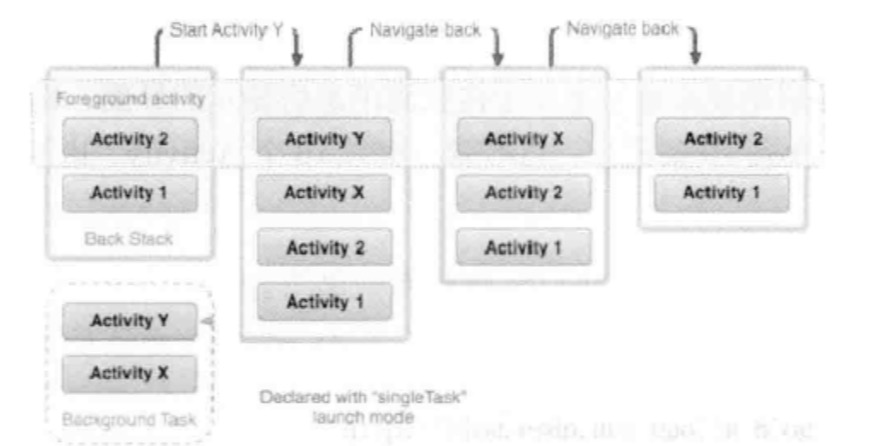 Start Activity Y
Navigate back
Navigate back
Foreground activity
Activity 2
Activity 1
Back Stack
Activity Y
Activity X
Activity 2
Activity 1
Activity X
Activity 2
Activity 1
Activity 2
Activity 1
Activity Y
Activity X
Background Task
Declared with "singleTask"
launch mode